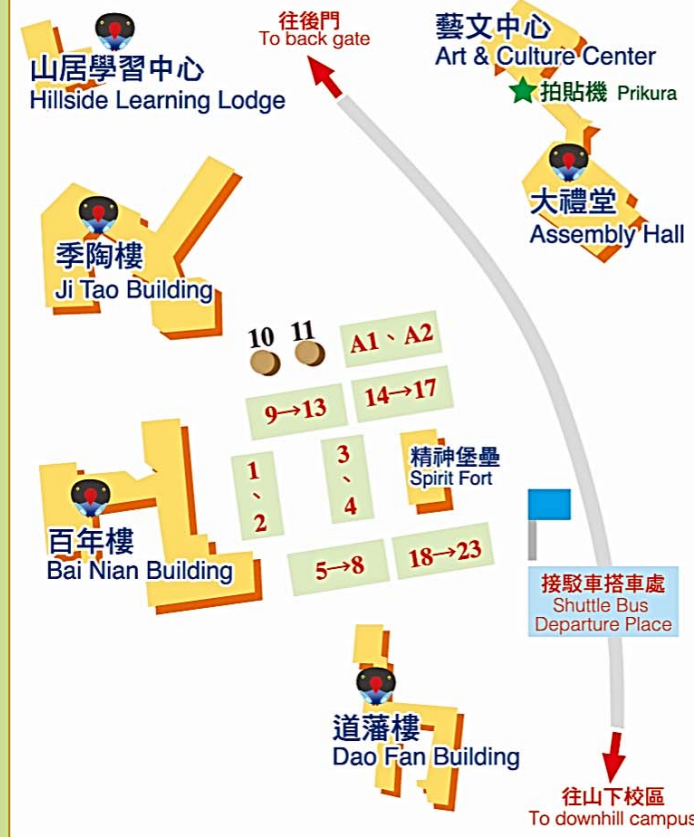 往後門
To back gate
藝文中心
Art & Culture Center
拍貼機 Prikura
山居學習中心
Hillside Learning Lodge
大禮堂
Assembly Hall
季陶樓
Ji Tao Building
10 11
A1、A2
9→13
14→17
1、2
3、4
精神堡壘
Spirit Fort
百年樓
Bai Nian Building
5→8
18→23
接駁車搭車處
Shuttle Bus
Departure Place
道藩樓
Dao Fan Building
往山下校區
To downhill campus